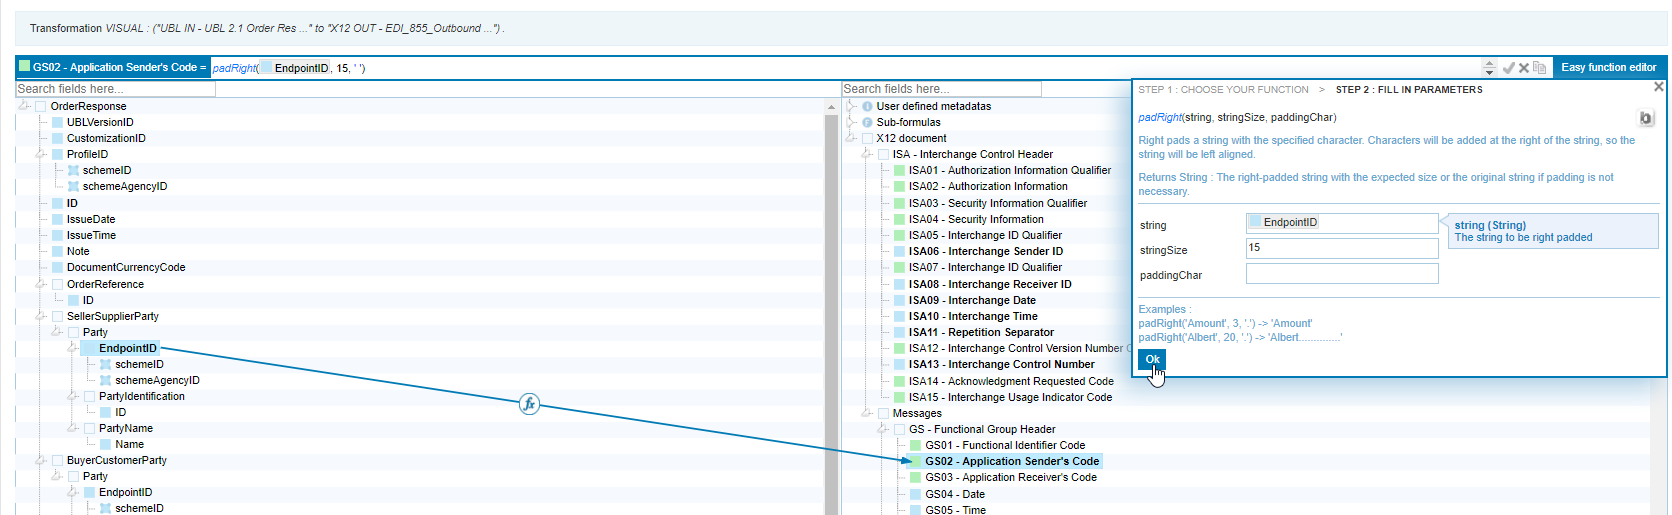 Transformation VISUAL : ("UBL IN - UBL 2.1 Order Res ..." to "X12 OUT - EDI_855_Outbound ...") .
GS02 - Application Sender's Code = padRight( EndpointID , 15, ' ')
Easy function editor
Search fields here...
OrderResponse
UBLVersionID
CustomizationID
ProfileID
schemeID
schemeAgencyID
ID
IssueDate
IssueTime
Note
DocumentCurrencyCode
OrderReference
ID
SellerSupplierParty
Party
EndpointID
schemeID
schemeAgencyID
PartyIdentification
ID
PartyName
Name
BuyerCustomerParty
Party
EndpointID
schemeID
fx
Search fields here...
User defined metadatas
Sub-formulas
X12 document
ISA - Interchange Control Header
ISA01 - Authorization Information Qualifier
ISA02 - Authorization Information
ISA03 - Security Information Qualifier
ISA04 - Security Information
ISA05 - Interchange ID Qualifier
ISA06 - Interchange Sender ID
ISA07 - Interchange ID Qualifier
ISA08 - Interchange Receiver ID
ISA09 - Interchange Date
ISA10 - Interchange Time
ISA11 - Repetition Separator
ISA12 - Interchange Control Version Number
ISA13 - Interchange Control Number
ISA14 - Acknowledgment Requested Code
ISA15 - Interchange Usage Indicator Code
Messages
GS - Functional Group Header
GS01 - Functional Identifier Code
GS02 - Application Sender's Code
GS03 - Application Receiver's Code
GS04 - Date
GS05 - Time
STEP 1 : CHOOSE YOUR FUNCTION > STEP 2 : FILL IN PARAMETERS
padRight(string, stringSize, paddingChar)
Right pads a string with the specified character. Characters will be added at the right of the string, so the
string will be left aligned.
Returns String : The right-padded string with the expected size or the original string if padding is not
necessary.
string EndpointID
string (String)
The string to be right padded
stringSize 15
paddingChar
Examples :
padRight('Amount', 3, '.') -> 'Amount'
padRight('Albert', 20, '.') -> 'Albert..............'
Ok